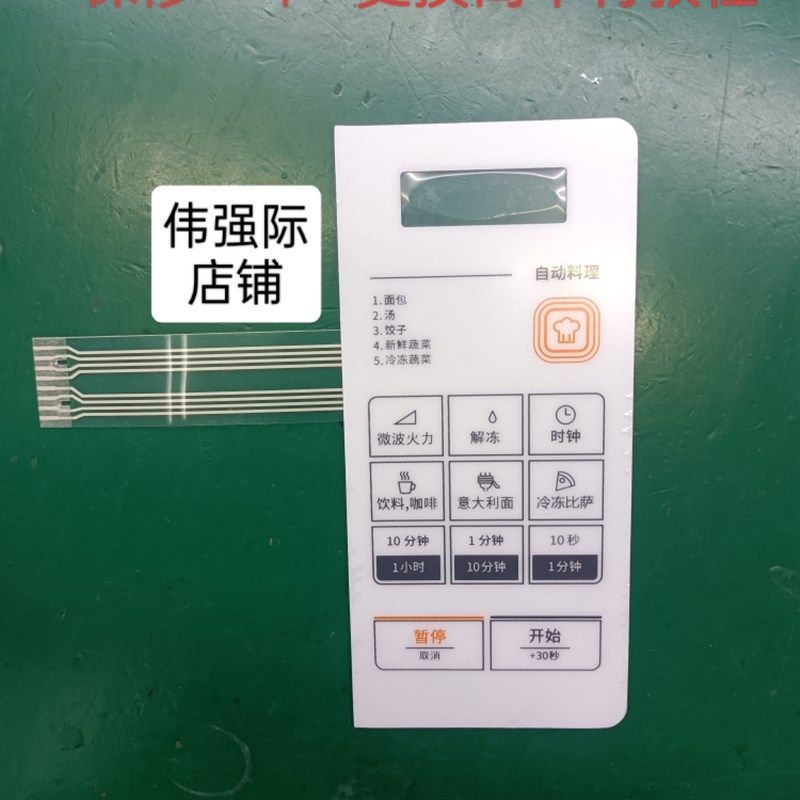 伟强际
店铺
自动料理
1.面包
2.汤
3.饺子
4.新鲜蔬菜
5.冷冻蔬菜
微波火力
解冻
时钟
饮料,咖啡
意大利面
冷冻比萨
10分钟
1小时
1分钟
10分钟
10秒
1分钟
暂停
取消
开始
+30秒